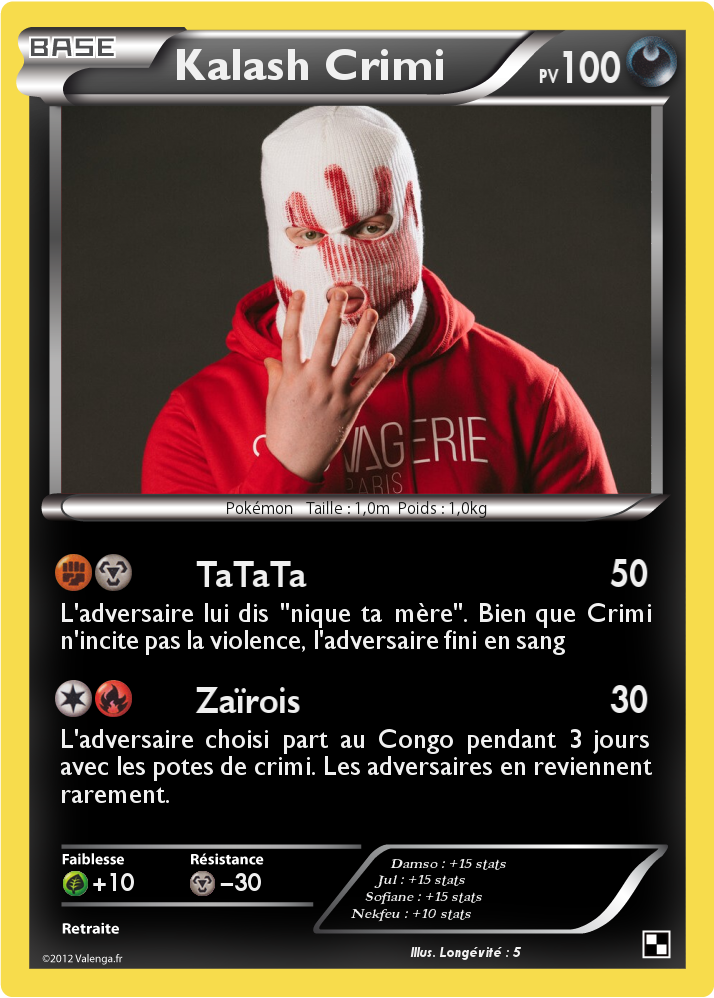 BASE
Kalash Crimi
PV100
VAGERIE
PARIS
Pokémon Taille : 1,0m Poids : 1,0kg
TaTaTa 50
L'adversaire lui dis "nique ta mère". Bien que Crimi
n'incite pas la violence, l'adversaire fini en sang
Zaïrois 30
L'adversaire choisi part au Congo pendant 3 jours
avec les potes de crimi. Les adversaires en reviennent
rarement.
Faiblesse Résistance
+10 −30
Damso : +15 stats
Jul : +15 stats
Sofiane : +15 stats
Nekfeu : +10 stats
Retraite
Illus. Longévité : 5
©2012 Valenga.fr